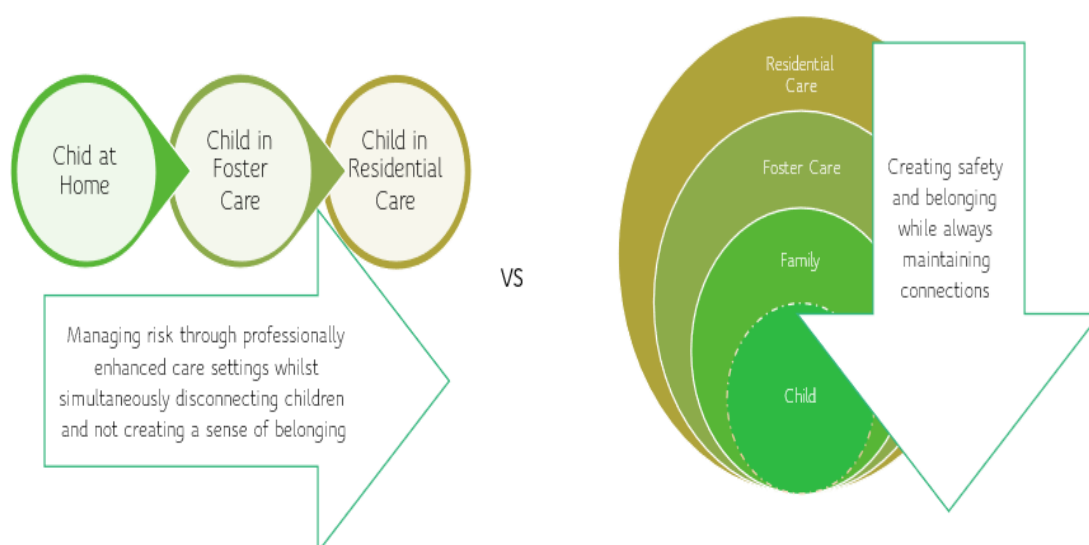 Chid at
Home
Child in
Foster
Care
Child in
Residential
Care
Managing risk through professionally
enhanced care settings whilst
simultaneously disconnecting children
and not creating a sense of belonging
VS
Residential
Care
Foster Care
Family
Child
Creating safety
and belonging
while always
maintaining
connections